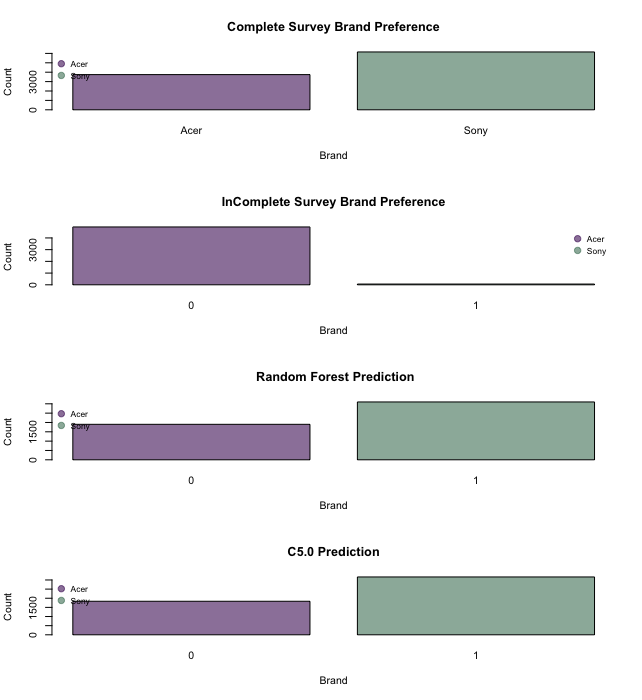 Complete Survey Brand Preference
Count
0
3000
Acer
Sony
Acer
Sony
Brand
InComplete Survey Brand Preference
Count
0
3000
Acer
Sony
0
1
Brand
Random Forest Prediction
Count
0
1500
Acer
Sony
0
1
Brand
C5.0 Prediction
Count
0
1500
Acer
Sony
0
1
Brand